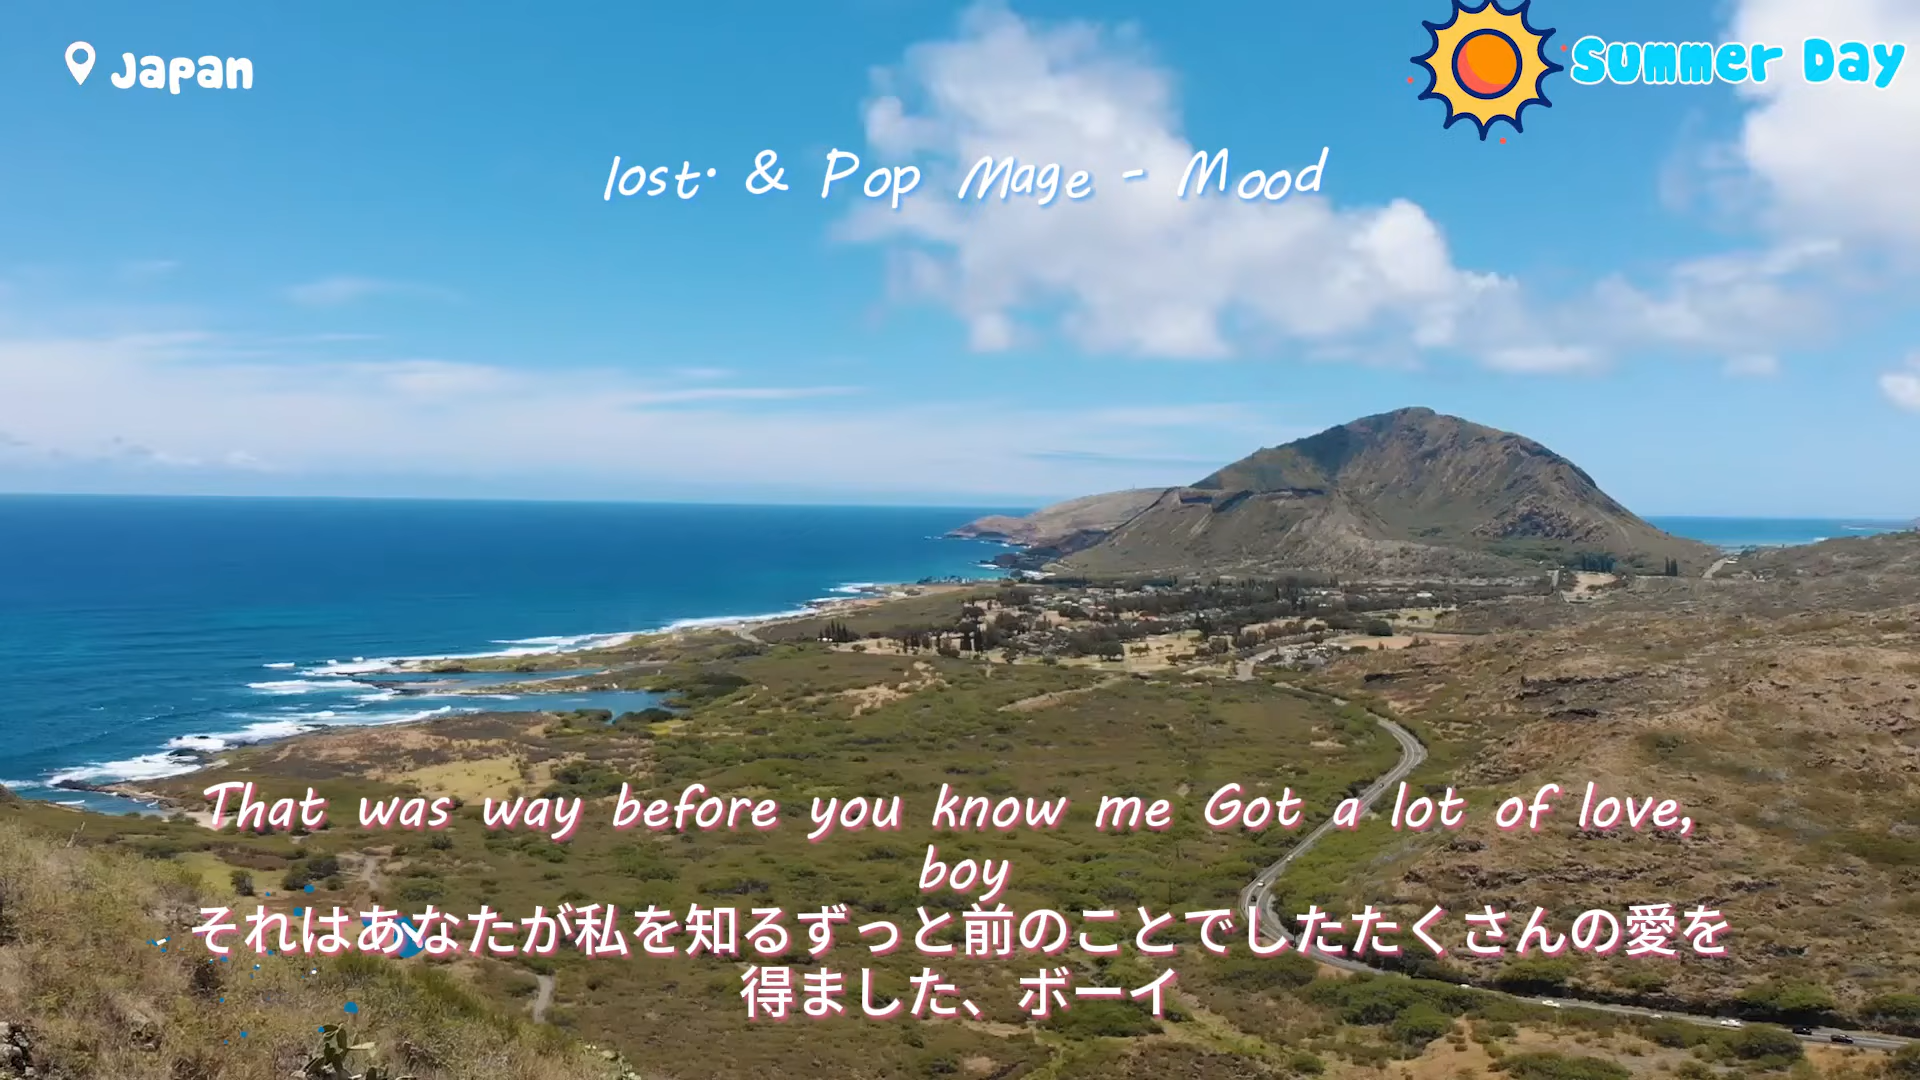 Japan
Summer Day
lost. & Pop Mage - Mood
That was way before you know me Got a lot of love,
boy
それはあなたが私を知るずっと前のことでしたたくさんの愛を
得ました、ボーイ